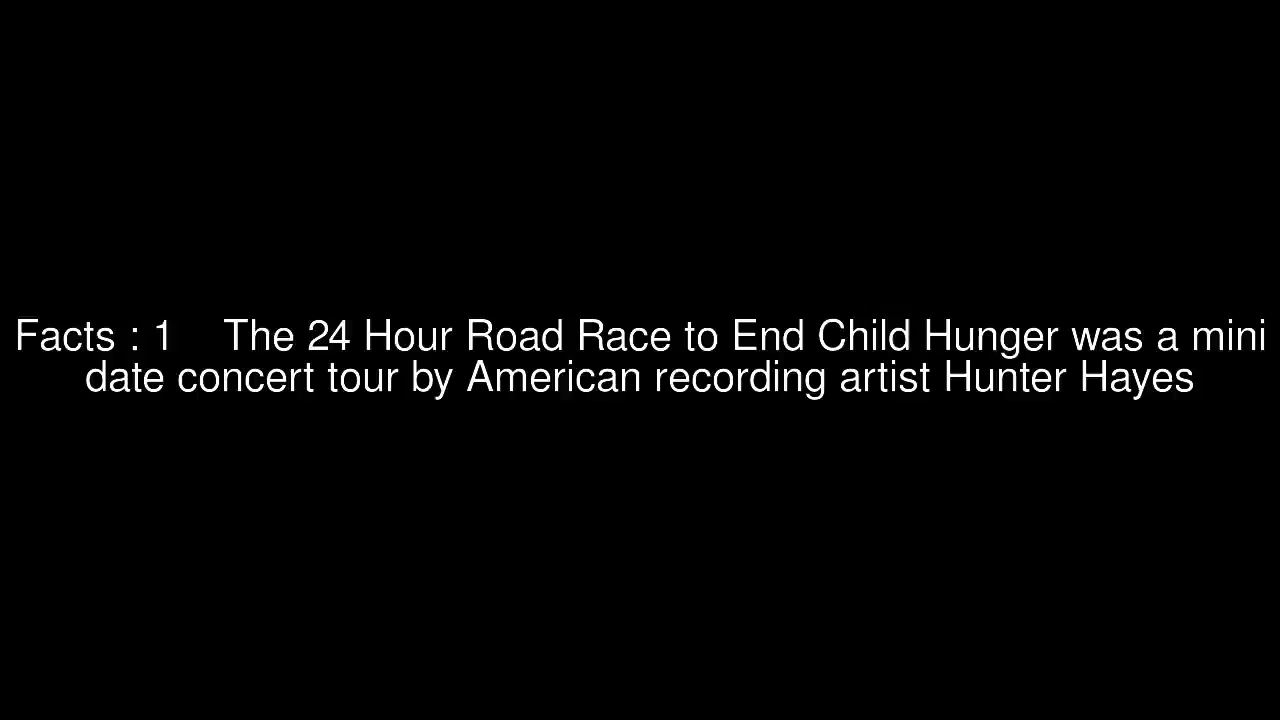 Facts : 1 The 24 Hour Road Race to End Child Hunger was a mini
date concert tour by American recording artist Hunter Hayes